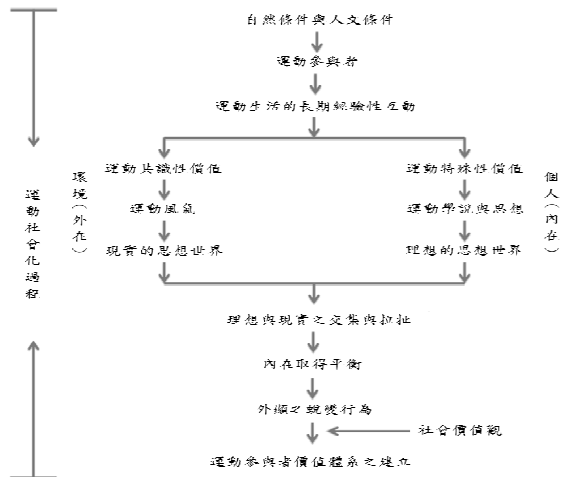 自然條件與人文條件
運動參與者
運動生活的長期經驗性互動
運動共識性價值
運動特殊性價值
環境(外在)
個人(內在)
運動風氣
運動學說與思想
運動社會化過程
現實的思想世界
理想的思想世界
理想與現實之交集與拉扯
內在取得平衡
外顯之蛻變行為
社會價值觀
運動參與者價值體系之建立